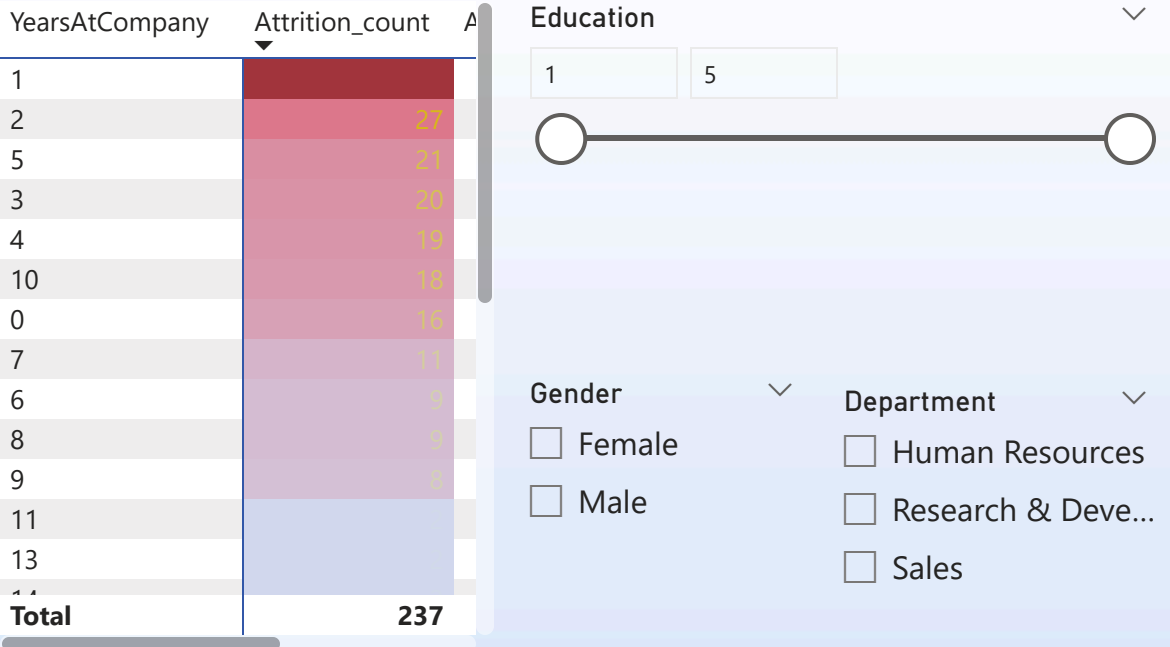 YearsAtCompany Attrition_count A
1
2 27
5 21
3 20
4 19
10 18
0 16
7 11
6 9
8 9
9 8
11
13
Total 237
Education
1 5
Gender
Female
Male
Department
Human Resources
Research & Deve...
Sales